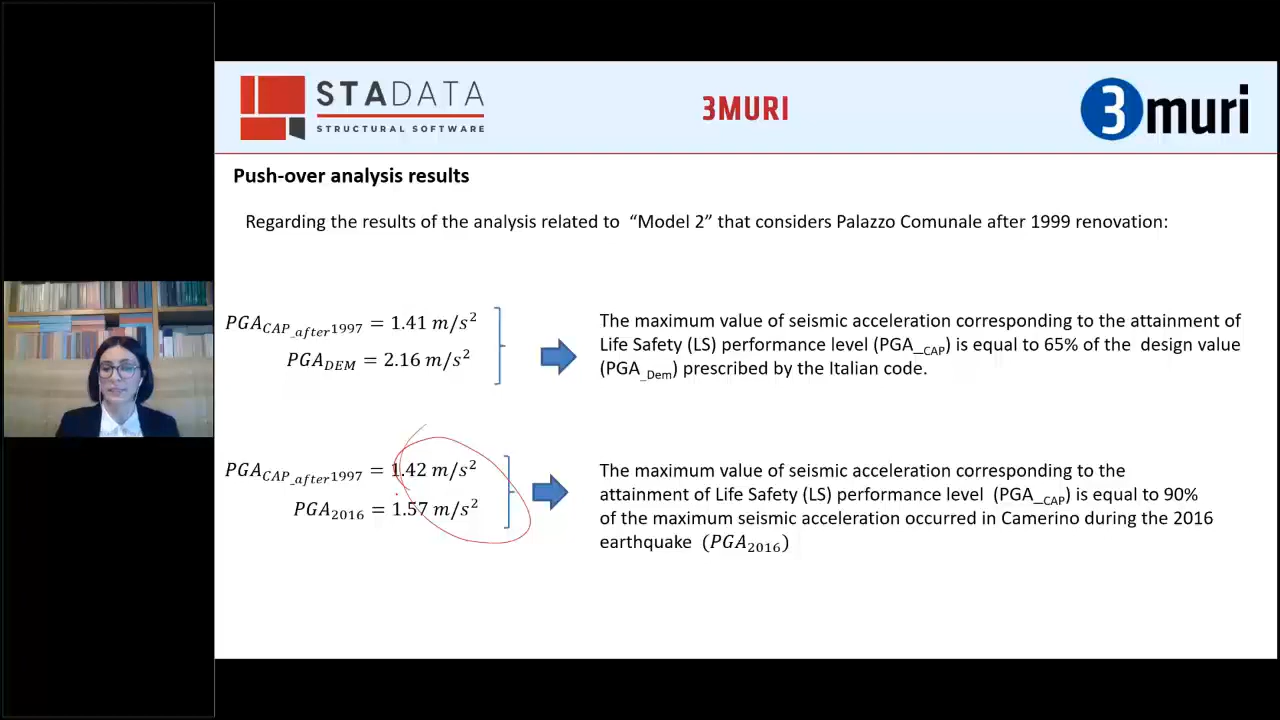 STADATA
STRUCTURAL SOFTWARE
3MURI
3muri
Push-over analysis results
Regarding the results of the analysis related to “Model 2” that considers Palazzo Comunale after 1999 renovation:
PGA_CAP_after1997 = 1.41 m/s²
PGA_DEM = 2.16 m/s²
The maximum value of seismic acceleration corresponding to the attainment of
Life Safety (LS) performance level (PGA_CAP) is equal to 65% of the design value
(PGA_Dem) prescribed by the Italian code.
PGA_CAP_after1997 = 1.42 m/s²
PGA_2016 = 1.57 m/s²
The maximum value of seismic acceleration corresponding to the
attainment of Life Safety (LS) performance level (PGA_CAP) is equal to 90%
of the maximum seismic acceleration occurred in Camerino during the 2016
earthquake (PGA_2016)